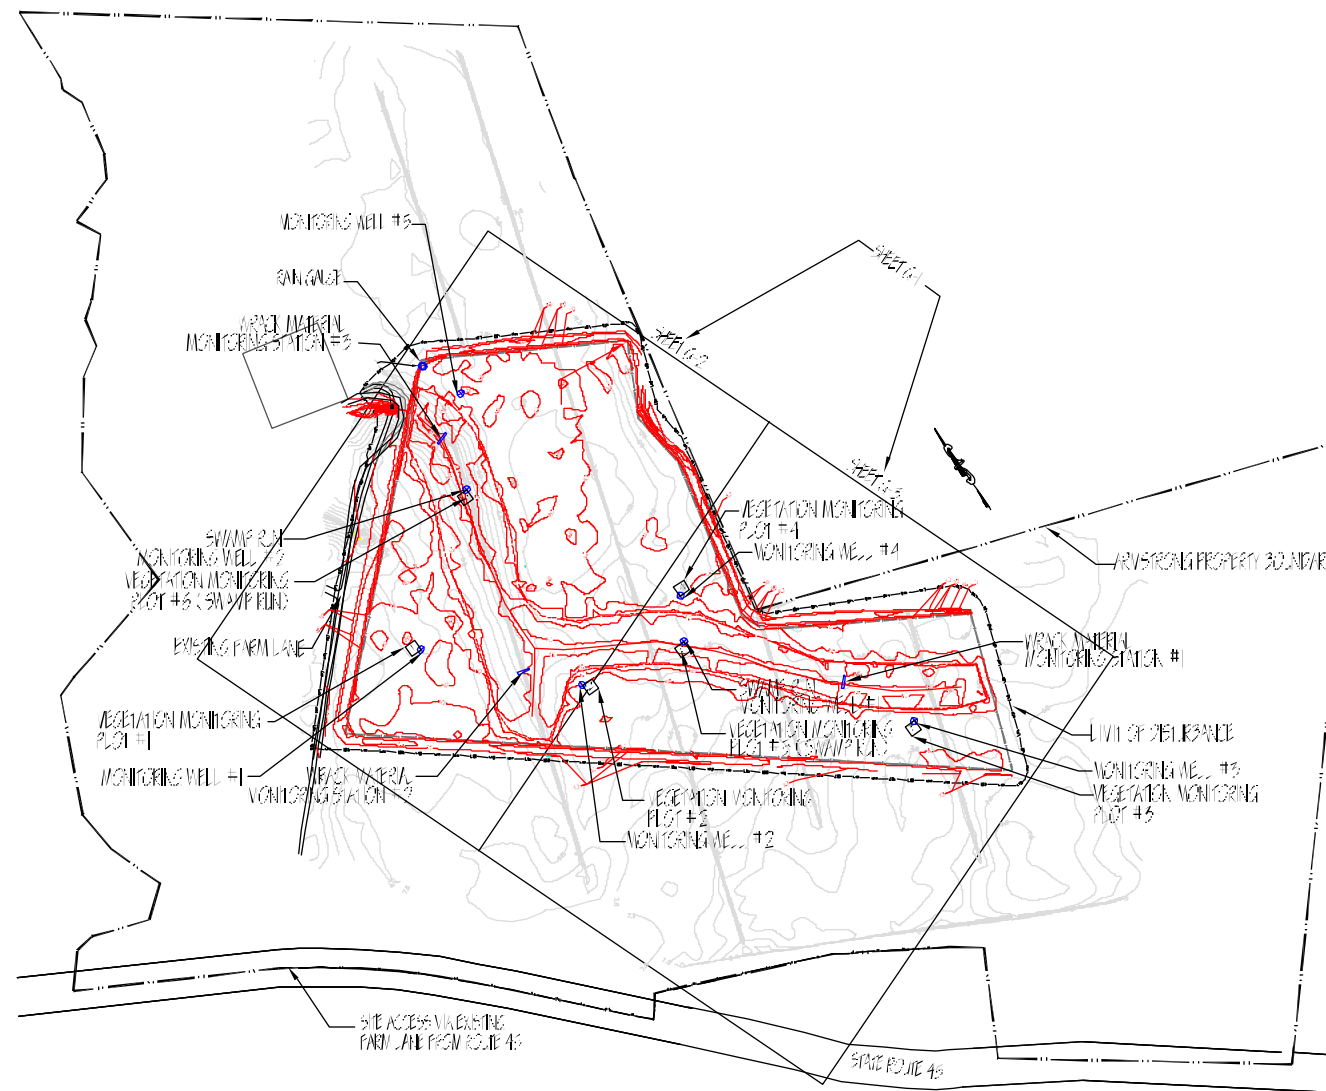 MONITORING WELL #5
RAIN GAUGE
WRACK MATERIAL
MONITORING STATION #3
SHEET G-1
SHEET G-2
SHEET G-3
SWAMP RUN
MONITORING WELL #2
VEGETATION MONITORING
PLOT #6 (SWAMP RUN)
VEGETATION MONITORING
PLOT #4
MONITORING WELL #4
ARMSTRONG PROPERTY BOUNDAR
EXISTING FARM LANE
WRACK MATERIAL
MONITORING STATION #1
VEGETATION MONITORING
PLOT #1
MONITORING WELL #1
SWAMP RUN
MONITORING WELL #1
VEGETATION MONITORING
PLOT #5 (SWAMP RUN)
LIMIT OF DISTURBANCE
MONITORING WELL #3
VEGETATION MONITORING
PLOT #3
WRACK MATERIAL
MONITORING STATION #2
VEGETATION MONITORING
PLOT #2
MONITORING WELL #2
SITE ACCESS VIA EXISTING
FARM LANE FROM ROUTE 45
STATE ROUTE 45